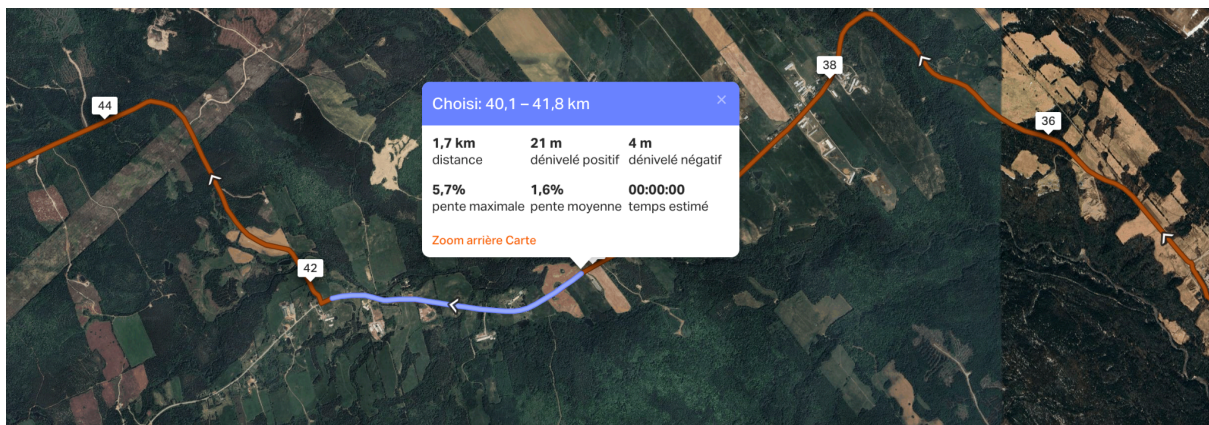 44
38
36
42
Choisi: 40,1 – 41,8 km
1,7 km 21 m 4 m
distance dénivelé positif dénivelé négatif
5,7% 1,6% 00:00:00
pente maximale pente moyenne temps estimé
Zoom arrière Carte